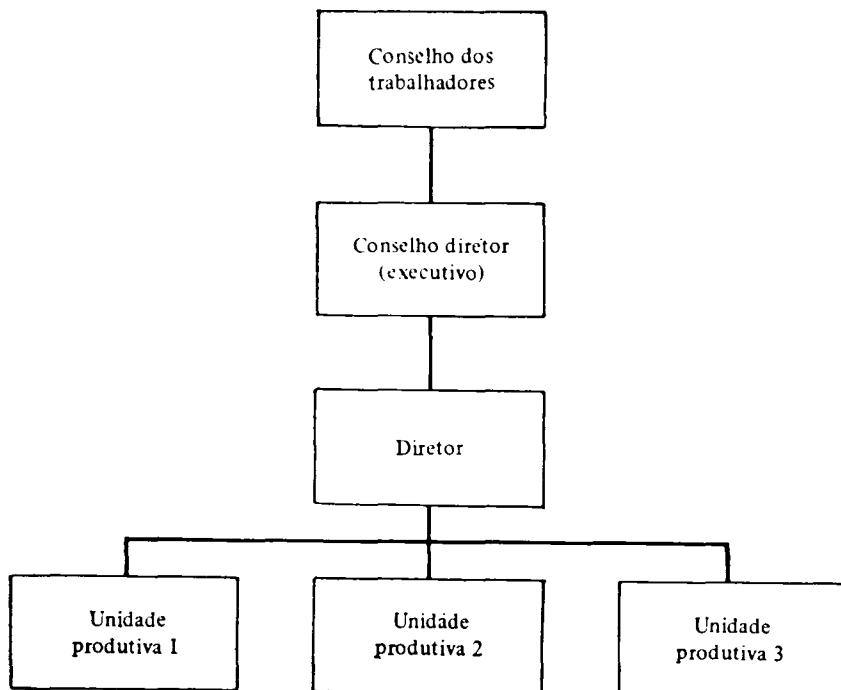 Conselho dos
trabalhadores
Conselho diretor
(executivo)
Diretor
Unidade
produtiva 1
Unidade
produtiva 2
Unidade
produtiva 3